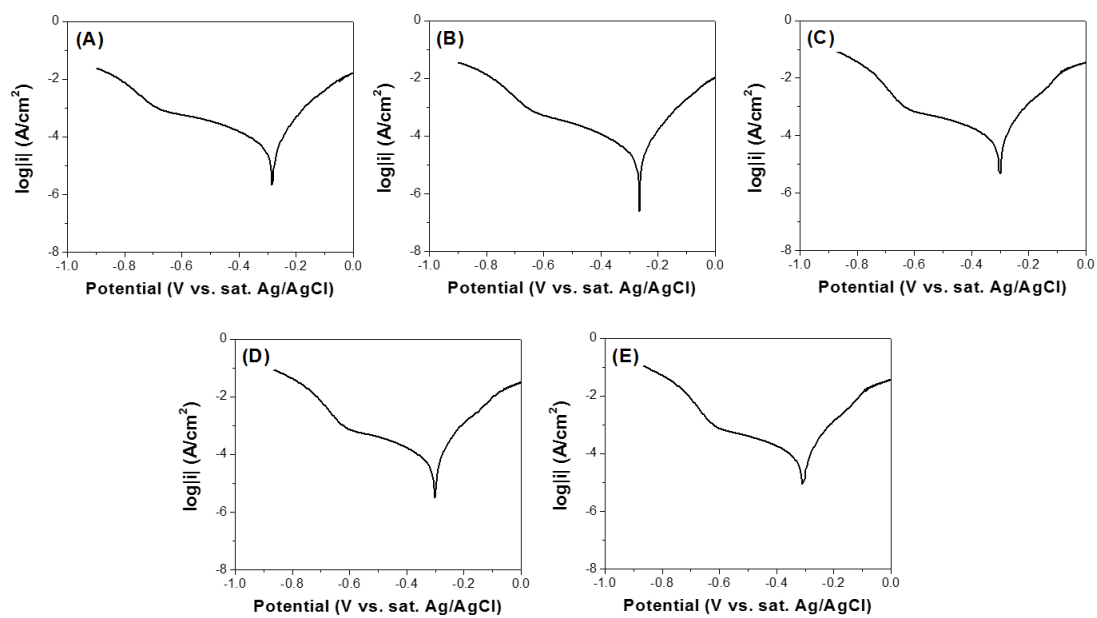 (A)
0
-2
-4
-6
-8
log|i| (A/cm²)
-1.0 -0.8 -0.6 -0.4 -0.2 0.0
Potential (V vs. sat. Ag/AgCl)
(B)
0
-2
-4
-6
-8
log|i| (A/cm²)
-1.0 -0.8 -0.6 -0.4 -0.2 0.0
Potential (V vs. sat. Ag/AgCl)
(C)
0
-2
-4
-6
-8
log|i| (A/cm²)
-1.0 -0.8 -0.6 -0.4 -0.2 0.0
Potential (V vs. sat. Ag/AgCl)
(D)
0
-2
-4
-6
-8
log|i| (A/cm²)
-1.0 -0.8 -0.6 -0.4 -0.2 0.0
Potential (V vs. sat. Ag/AgCl)
(E)
0
-2
-4
-6
-8
log|i| (A/cm²)
-1.0 -0.8 -0.6 -0.4 -0.2 0.0
Potential (V vs. sat. Ag/AgCl)